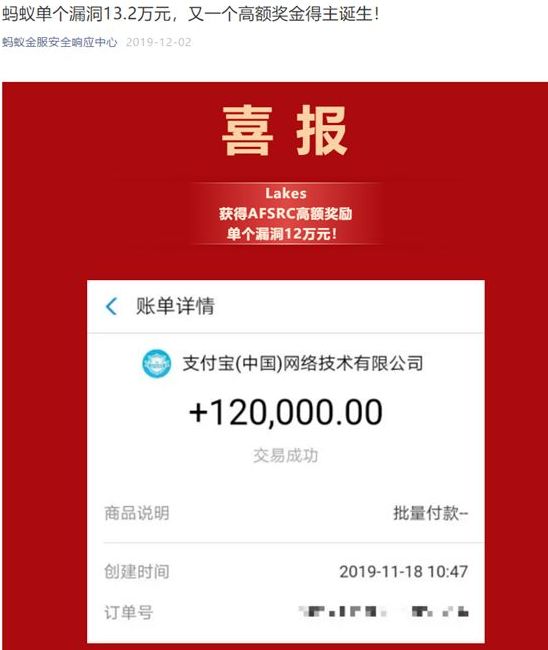 蚂蚁单个漏洞13.2万元，又一个高额奖金得主诞生！
蚂蚁金服安全响应中心 2019-12-02
喜报
Lakes
获得AFSRC高额奖励
单个漏洞12万元！
账单详情
支付宝(中国)网络技术有限公司
+120,000.00
交易成功
商品说明 批量付款--
创建时间 2019-11-18 10:47
订单号